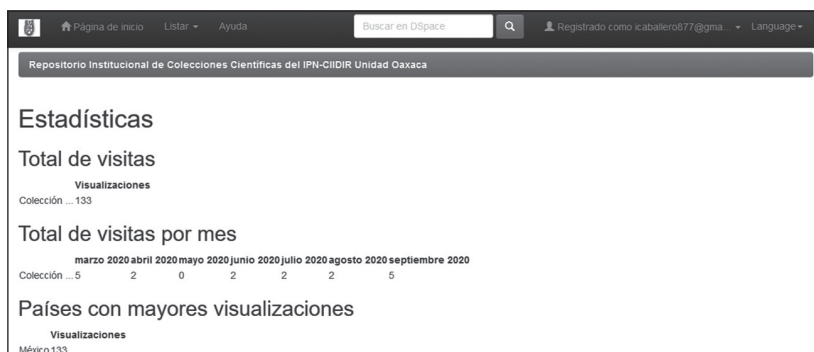 Página de inicio Listar Ayuda Buscar en DSpace Registrado como icaballero877@gma... Language
Repositorio Institucional de Colecciones Científicas del IPN-CIIDIR Unidad Oaxaca
Estadísticas
Total de visitas
Visualizaciones
Colección ... 133
Total de visitas por mes
marzo 2020 abril 2020 mayo 2020 junio 2020 julio 2020 agosto 2020 septiembre 2020
Colección ... 5 2 0 2 2 2 5
Países con mayores visualizaciones
Visualizaciones
México 133